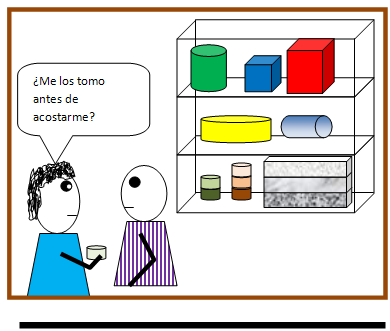 ¿Me los tomo
antes de
acostarme?